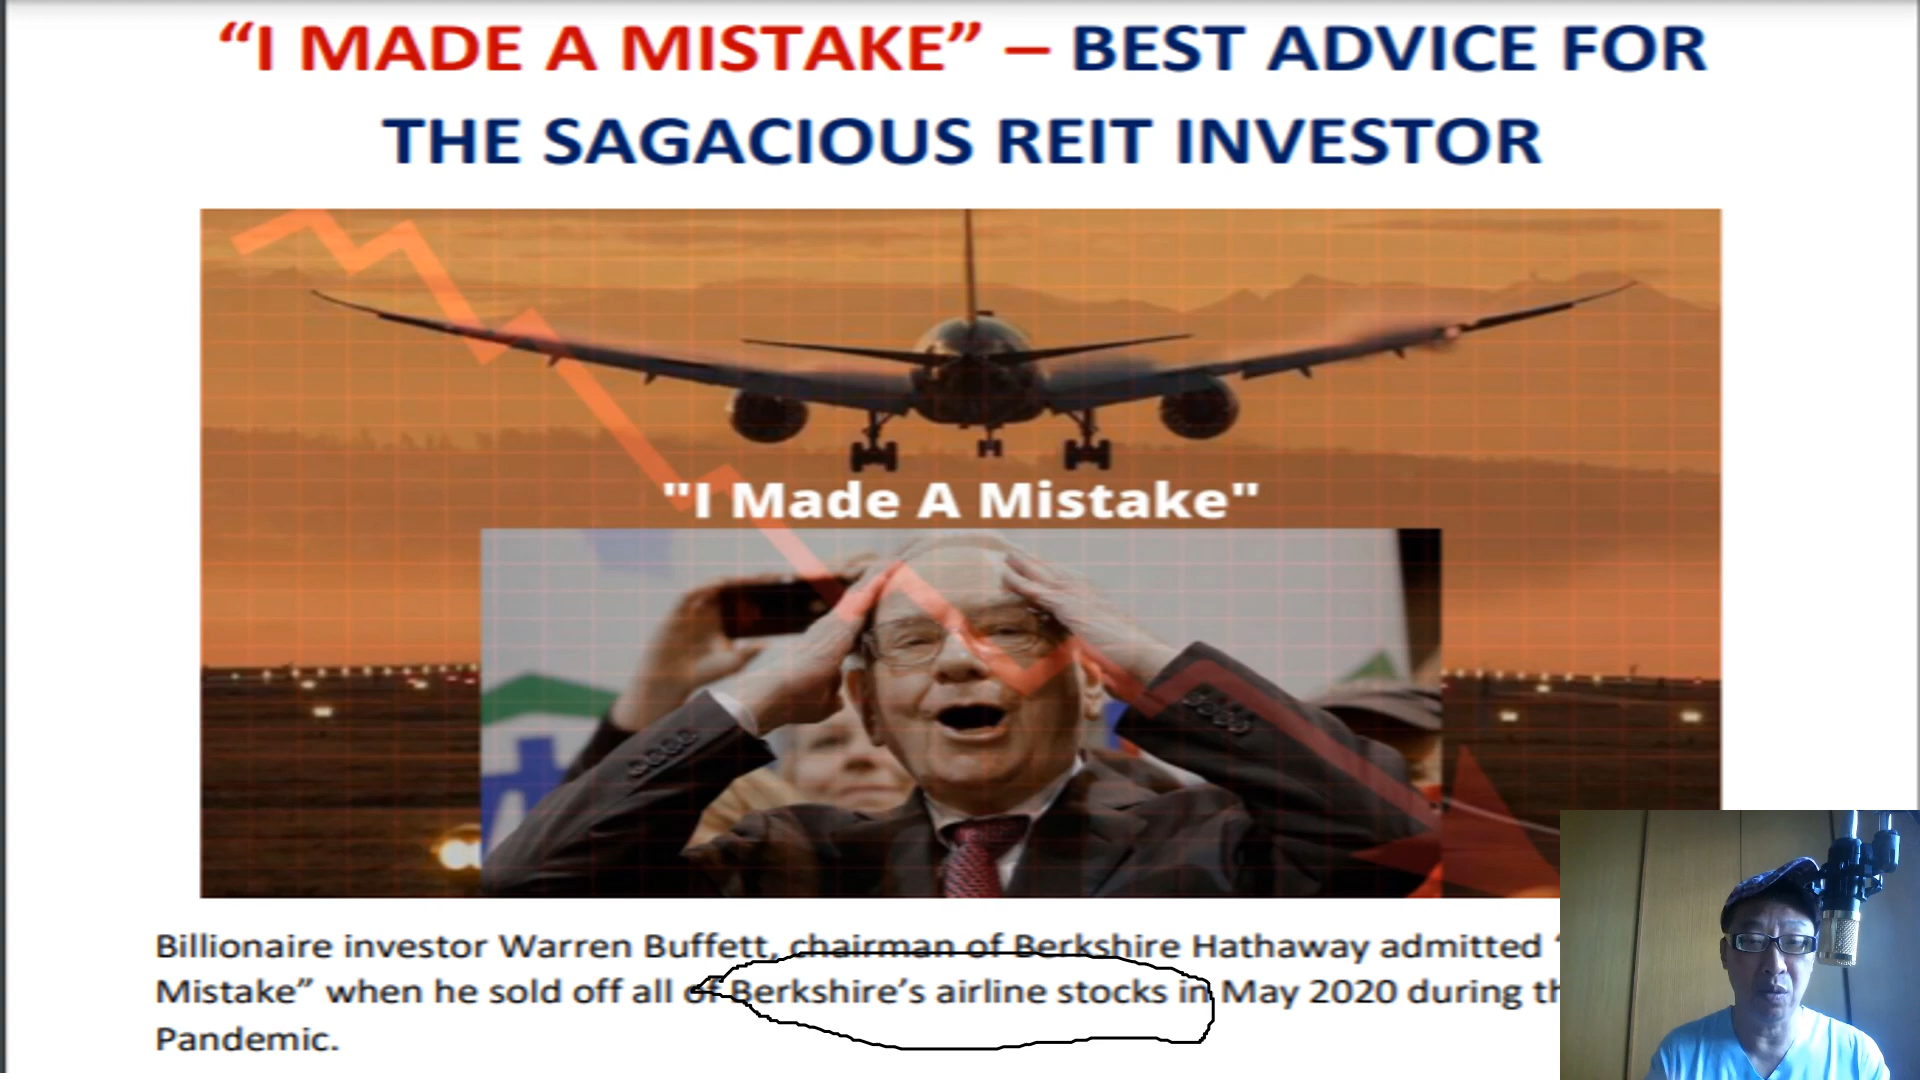 “I MADE A MISTAKE” – BEST ADVICE FOR
THE SAGACIOUS REIT INVESTOR
"I Made A Mistake"
Billionaire investor Warren Buffett, chairman of Berkshire Hathaway admitted
Mistake” when he sold off all of Berkshire’s airline stocks in May 2020 during
Pandemic.